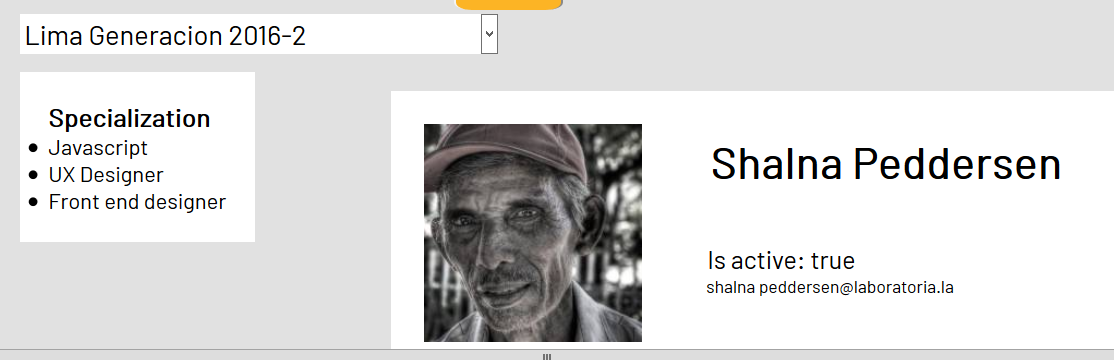 Lima Generacion 2016-2
Specialization
Javascript
UX Designer
Front end designer
Shalna Peddersen
Is active: true
shalna peddersen@laboratoria.la